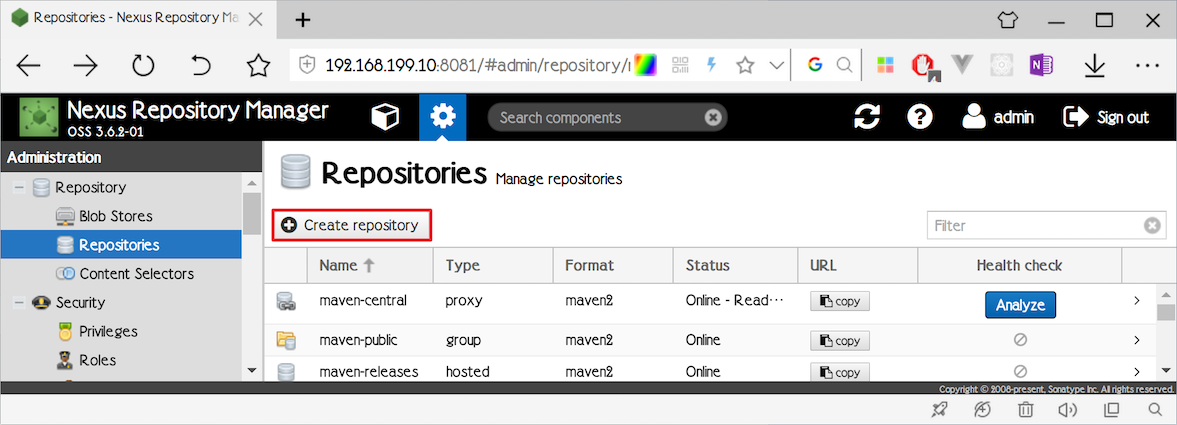 Repositories - Nexus Repository Ma
192.168.199.10:8081/#admin/repository/r
Nexus Repository Manager
OSS 3.6.2-01
Search components
admin
Sign out
Administration
Repository
Blob Stores
Repositories
Content Selectors
Security
Privileges
Roles
Repositories Manage repositories
Create repository
Filter
Name Type Format Status URL Health check
maven-central proxy maven2 Online - Read··· copy Analyze
maven-public group maven2 Online copy
maven-releases hosted maven2 Online copy
Copyright © 2008-present, Sonatype Inc. All rights reserved.